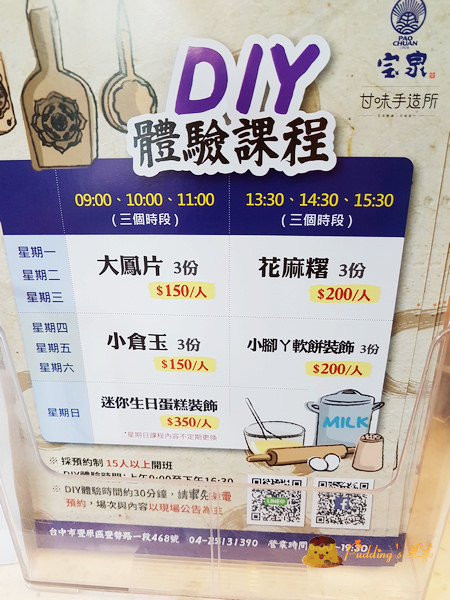 PAO
CHUAN
宝泉
甘味手造所
DIY
體驗課程
09:00、10:00、11:00
(三個時段)
13:30、14:30、15:30
(三個時段)
星期一
星期二
星期三
大鳳片 3份
$150/人
花麻糬 3份
$200/人
星期四
星期五
星期六
小倉玉 3份
$150/人
小腳丫軟餅裝飾 3份
$200/人
星期日
迷你生日蛋糕裝飾
$350/人
*星期日課程內容不定期更換
MILK
※ 採預約制 15人以上開班
※ DIY體驗時間約30分鐘,請事先
預約,場次與內容以現場公告為主
LINE@
f
台中市豐原區豐勢路一段468號 04-25131390 營業時間
19:30
Pudding's